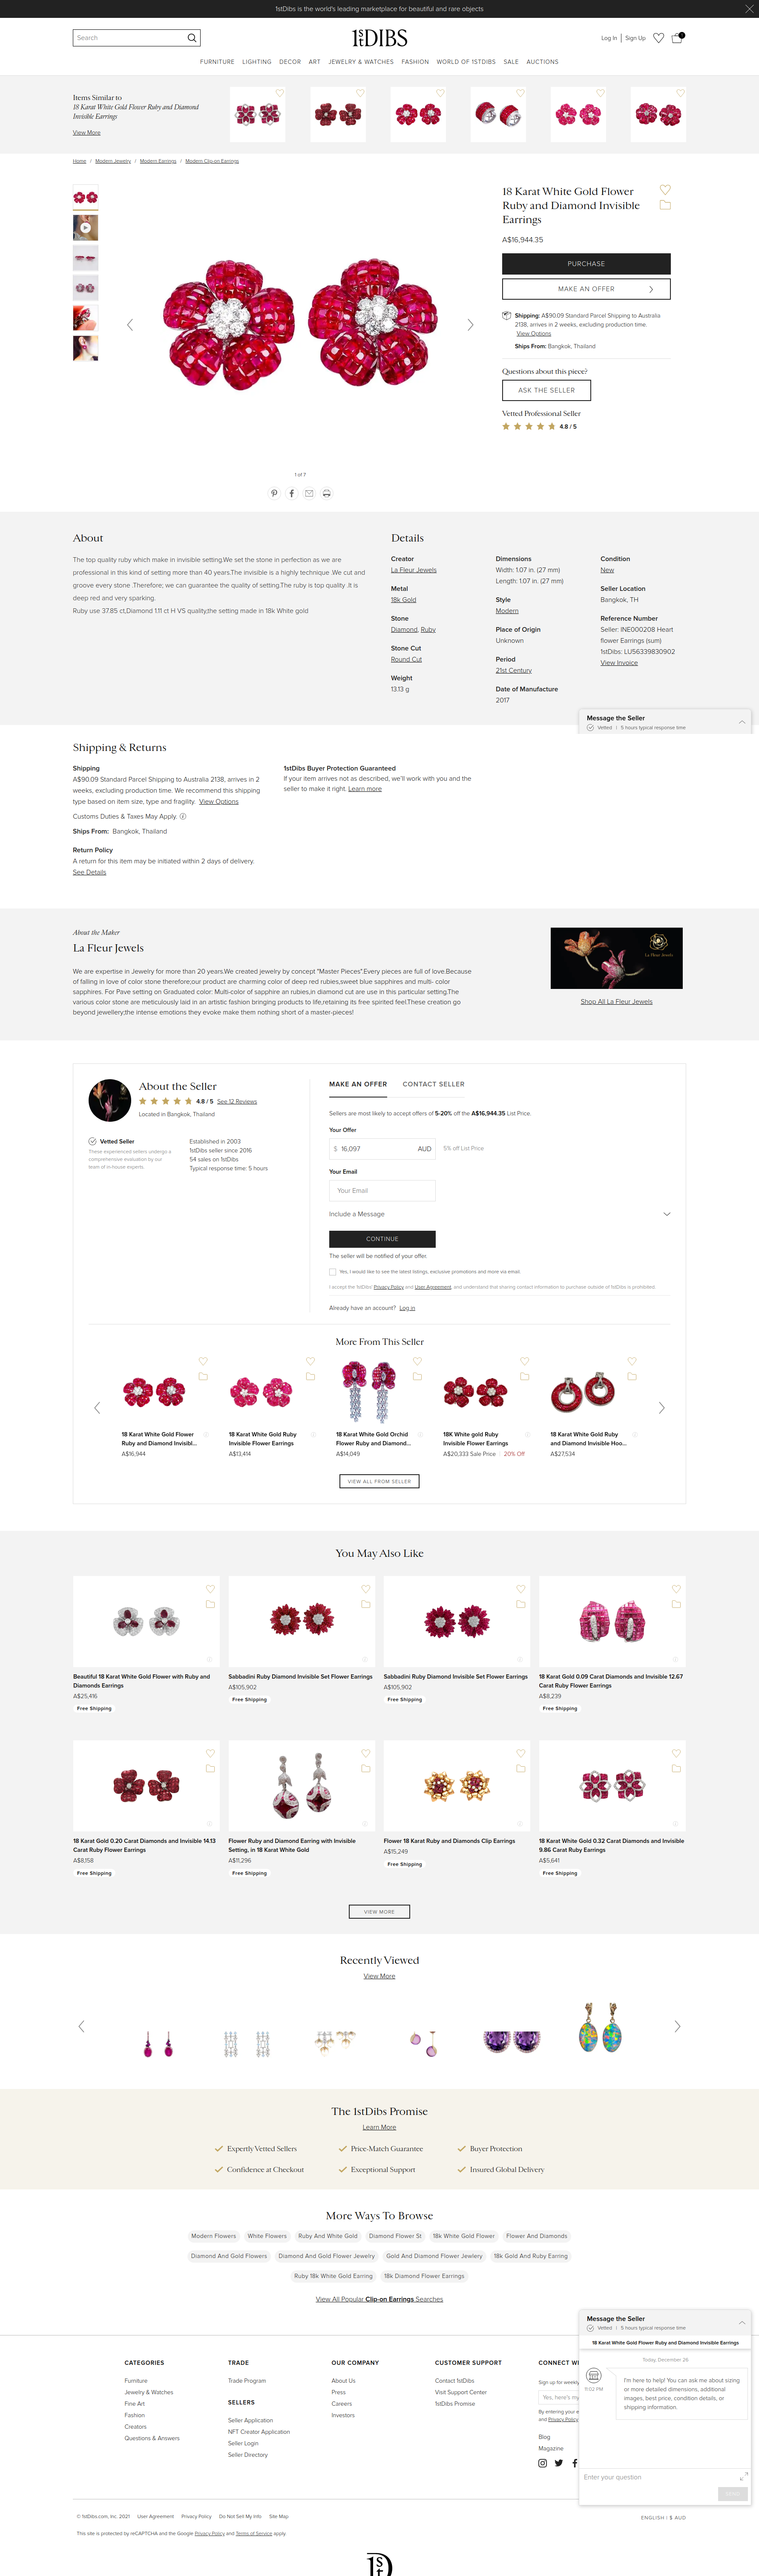 1stDibs is the world's leading marketplace for beautiful and rare objects
Search
1STDIBS
Log In | Sign Up
FURNITURE LIGHTING DECOR ART JEWELRY & WATCHES FASHION WORLD OF 1STDIBS SALE AUCTIONS
Items Similar to
18 Karat White Gold Flower Ruby and Diamond
Invisible Earrings
View More
Home / Modern Jewelry / Modern Earrings / Modern Clip-on Earrings
18 Karat White Gold Flower
Ruby and Diamond Invisible
Earrings
A$16,944.35
PURCHASE
MAKE AN OFFER
Shipping: A$90.09 Standard Parcel Shipping to Australia
2138, arrives in 2 weeks, excluding production time.
View Options
Ships From: Bangkok, Thailand
Questions about this piece?
ASK THE SELLER
Vetted Professional Seller
4.8 / 5
1 of 7
About
The top quality ruby which make in invisible setting.We set the stone in perfection as we are
professional in this kind of setting more than 40 years.The invisible is a highly technique .We cut and
groove every stone .Therefore, we can guarantee the quality of setting.The ruby is top quality .It is
deep red and very sparking.
Ruby use 37.85 ct,Diamond 1.11 ct H VS quality,the setting made in 18k White gold
Details
Creator
La Fleur Jewels
Metal
18k Gold
Stone
Diamond, Ruby
Stone Cut
Round Cut
Weight
13.13 g
Dimensions
Width: 1.07 in. (27 mm)
Length: 1.07 in. (27 mm)
Style
Modern
Place of Origin
Unknown
Period
21st Century
Date of Manufacture
2017
Condition
New
Seller Location
Bangkok, TH
Reference Number
Seller: INE000208 Heart
flower Earrings (sum)
1stDibs: LU56339830902
View Invoice
Message the Seller
Vetted | 5 hours typical response time
Shipping & Returns
Shipping
A$90.09 Standard Parcel Shipping to Australia 2138, arrives in 2
weeks, excluding production time. We recommend this shipping
type based on item size, type and fragility. View Options
Customs Duties & Taxes May Apply.
Ships From: Bangkok, Thailand
Return Policy
A return for this item may be initiated within 2 days of delivery.
See Details
1stDibs Buyer Protection Guaranteed
If your item arrives not as described, we'll work with you and the
seller to make it right. Learn more
About the Maker
La Fleur Jewels
We are expertise in Jewelry for more than 20 years.We created jewelry by concept "Master Pieces".Every pieces are full of love.Because
of falling in love of color stone therefore;our product are charming color of deep red rubies,sweet blue sapphires and multi- color
sapphires. For Pave setting on Graduated color: Multi-color of sapphire an rubies,in diamond cut are use in this particular setting.The
various color stone are meticulously laid in an artistic fashion bringing products to life,retaining its free spirited feel.These creation go
beyond jewellery;the intense emotions they evoke make them nothing short of a master-pieces!
La Fleur Jewels
Shop All La Fleur Jewels
About the Seller
4.8 / 5 See 12 Reviews
Located in Bangkok, Thailand
Vetted Seller
These experienced sellers undergo a
comprehensive evaluation by our
team of in-house experts.
Established in 2003
1stDibs seller since 2016
54 sales on 1stDibs
Typical response time: 5 hours
MAKE AN OFFER CONTACT SELLER
Sellers are most likely to accept offers of 5-20% off the A$16,944.35 List Price.
Your Offer
$ 16,097 AUD 5% off List Price
Your Email
Your Email
Include a Message
CONTINUE
The seller will be notified of your offer.
Yes, I would like to see the latest listings, exclusive promotions and more via email.
I accept the 1stDibs' Privacy Policy and User Agreement, and understand that sharing contact information to purchase outside of 1stDibs is prohibited.
Already have an account? Log in
More From This Seller
18 Karat White Gold Flower
Ruby and Diamond Invisibl...
A$16,944
18 Karat White Gold Ruby
Invisible Flower Earrings
A$13,414
18 Karat White Gold Orchid
Flower Ruby and Diamond...
A$14,049
18K White gold Ruby
Invisible Flower Earrings
A$20,333 Sale Price | 20% Off
18 Karat White Gold Ruby
and Diamond Invisible Hoo...
A$27,534
VIEW ALL FROM SELLER
You May Also Like
Beautiful 18 Karat White Gold Flower with Ruby and
Diamonds Earrings
A$25,416
Free Shipping
Sabbadini Ruby Diamond Invisible Set Flower Earrings
A$105,902
Free Shipping
Sabbadini Ruby Diamond Invisible Set Flower Earrings
A$105,902
Free Shipping
18 Karat Gold 0.09 Carat Diamonds and Invisible 12.67
Carat Ruby Flower Earrings
A$8,239
Free Shipping
18 Karat Gold 0.20 Carat Diamonds and Invisible 14.13
Carat Ruby Flower Earrings
A$8,158
Free Shipping
Flower Ruby and Diamond Earring with Invisible
Setting, in 18 Karat White Gold
A$11,296
Free Shipping
Flower 18 Karat Ruby and Diamonds Clip Earrings
A$15,249
Free Shipping
18 Karat White Gold 0.32 Carat Diamonds and Invisible
9.86 Carat Ruby Earrings
A$5,641
Free Shipping
VIEW MORE
Recently Viewed
View More
The 1stDibs Promise
Learn More
Expertly Vetted Sellers Price-Match Guarantee Buyer Protection
Confidence at Checkout Exceptional Support Insured Global Delivery
More Ways To Browse
Modern Flowers White Flowers Ruby And White Gold Diamond Flower St 18k White Gold Flower Flower And Diamonds
Diamond And Gold Flowers Diamond And Gold Flower Jewelry Gold And Diamond Flower Jewlery 18k Gold And Ruby Earring
Ruby 18k White Gold Earring 18k Diamond Flower Earrings
View All Popular Clip-on Earrings Searches
CATEGORIES
Furniture
Jewelry & Watches
Fine Art
Fashion
Creators
Questions & Answers
TRADE
Trade Program
SELLERS
Seller Application
NFT Creator Application
Seller Login
Seller Directory
OUR COMPANY
About Us
Press
Careers
Investors
CUSTOMER SUPPORT
Contact 1stDibs
Visit Support Center
1stDibs Promise
CONNECT WI
Sign up for weekly
Yes, here's my
By entering your e
and Privacy Policy
Blog
Magazine
Message the Seller
Vetted | 5 hours typical response time
18 Karat White Gold Flower Ruby and Diamond Invisible Earrings
Today, December 26
I'm here to help! You can ask me about sizing
or more detailed dimensions, additional
images, best price, condition details, or
shipping information.
11:02 PM
Enter your question
SEND
© 1stDibs.com, Inc. 2021 User Agreement Privacy Policy Do Not Sell My Info Site Map
ENGLISH | $ AUD
This site is protected by reCAPTCHA and the Google Privacy Policy and Terms of Service apply